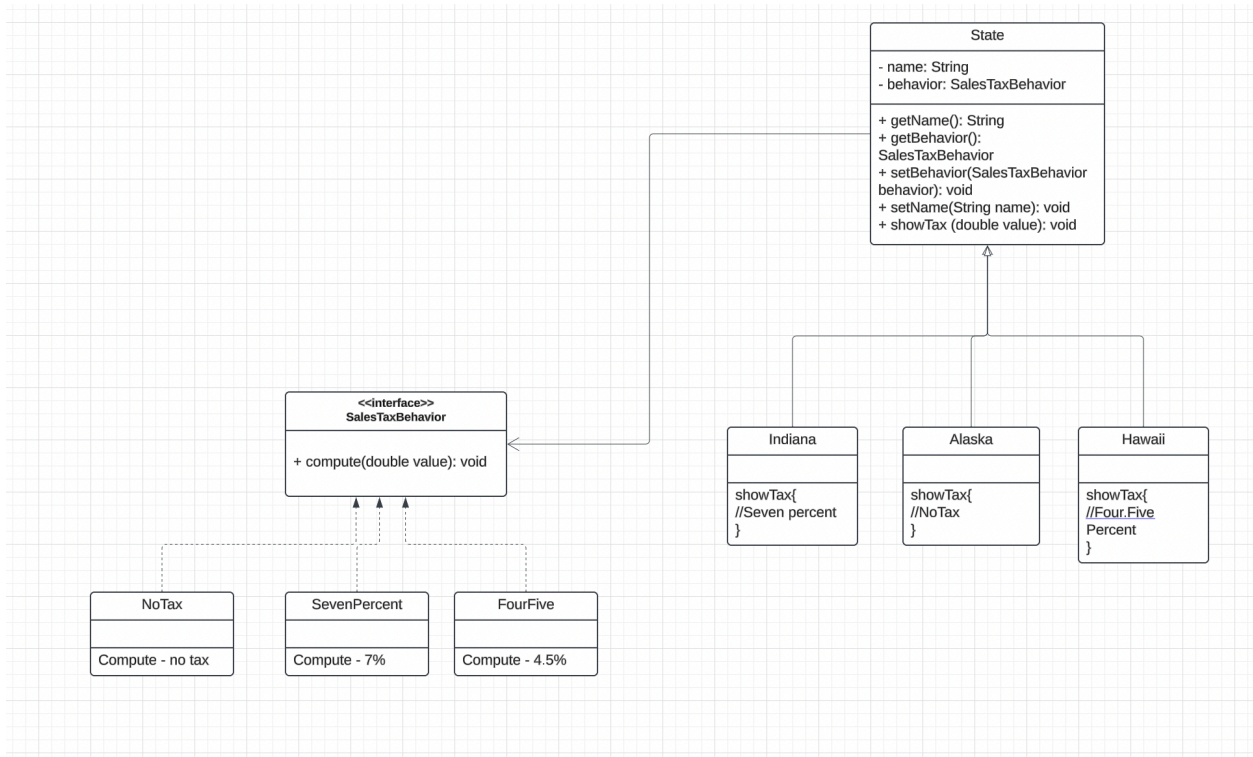 State
- name: String
- behavior: SalesTaxBehavior
+ getName(): String
+ getBehavior():
SalesTaxBehavior
+ setBehavior(SalesTaxBehavior
behavior): void
+ setName(String name): void
+ showTax (double value): void
<<interface>>
SalesTaxBehavior
+ compute(double value): void
Indiana
showTax{
//Seven percent
}
Alaska
showTax{
//NoTax
}
Hawaii
showTax{
//Four.Five
Percent
}
NoTax
Compute - no tax
SevenPercent
Compute - 7%
FourFive
Compute - 4.5%